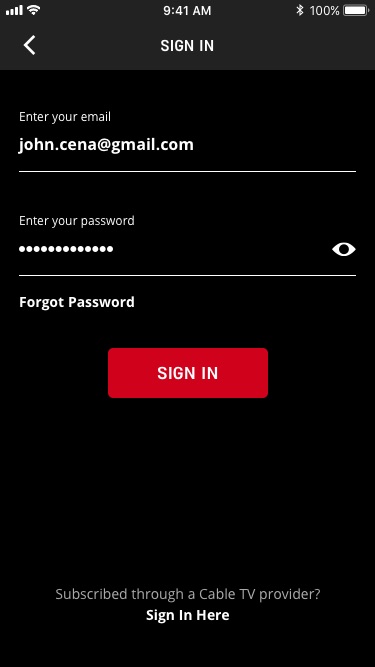 9:41 AM 100%
SIGN IN
Enter your email
john.cena@gmail.com
Enter your password
•••••••••••••
Forgot Password
SIGN IN
Subscribed through a Cable TV provider?
Sign In Here